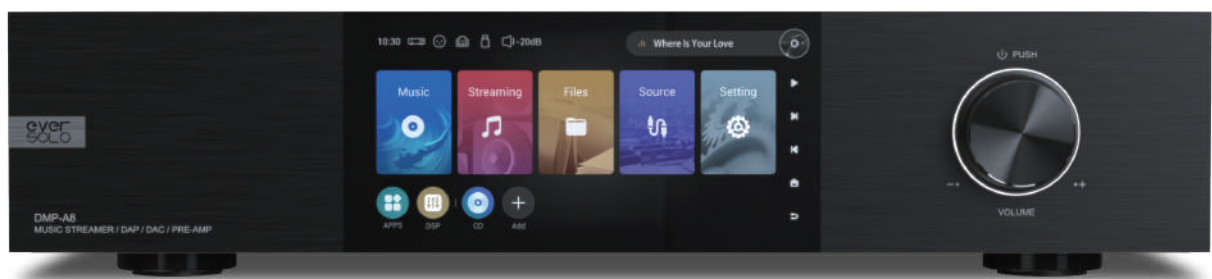 10:30 -20dB
Where Is Your Love
Music Streaming Files Source Setting
APPS DSP CD Add
EVER
SOLO
DMP-A8
MUSIC STREAMER / DAP / DAC / PRE-AMP
PUSH
VOLUME